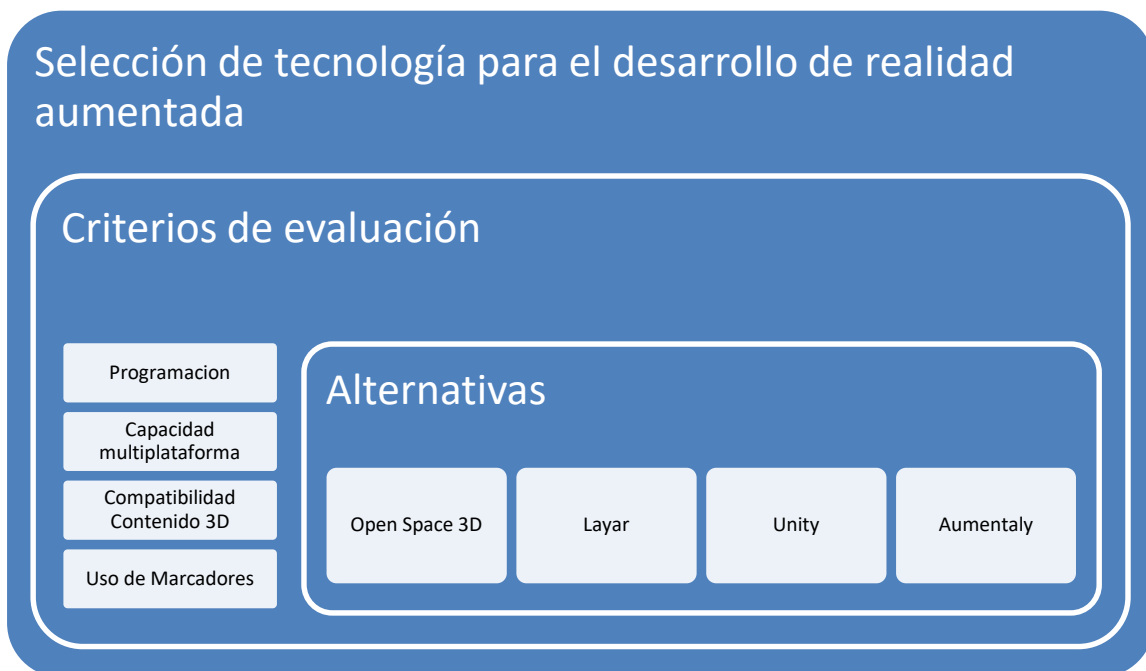 Selección de tecnología para el desarrollo de realidad
aumentada
Criterios de evaluación
Programacion
Capacidad
multiplataforma
Compatibilidad
Contenido 3D
Uso de Marcadores
Alternativas
Open Space 3D
Layar
Unity
Aumentaly